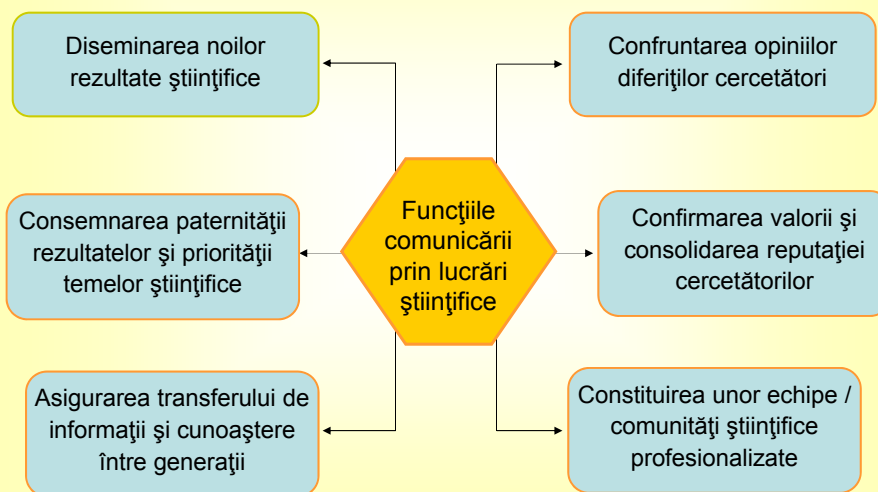 Diseminarea noilor
rezultate ştiinţifice
Confruntarea opiniilor
diferiţilor cercetători
Consemnarea paternităţii
rezultatelor şi priorităţii
temelor ştiinţifice
Funcţiile
comunicării
prin lucrări
ştiinţifice
Confirmarea valorii şi
consolidarea reputaţiei
cercetătorilor
Asigurarea transferului de
informaţii şi cunoaştere
între generaţii
Constituirea unor echipe /
comunităţi ştiinţifice
profesionalizate